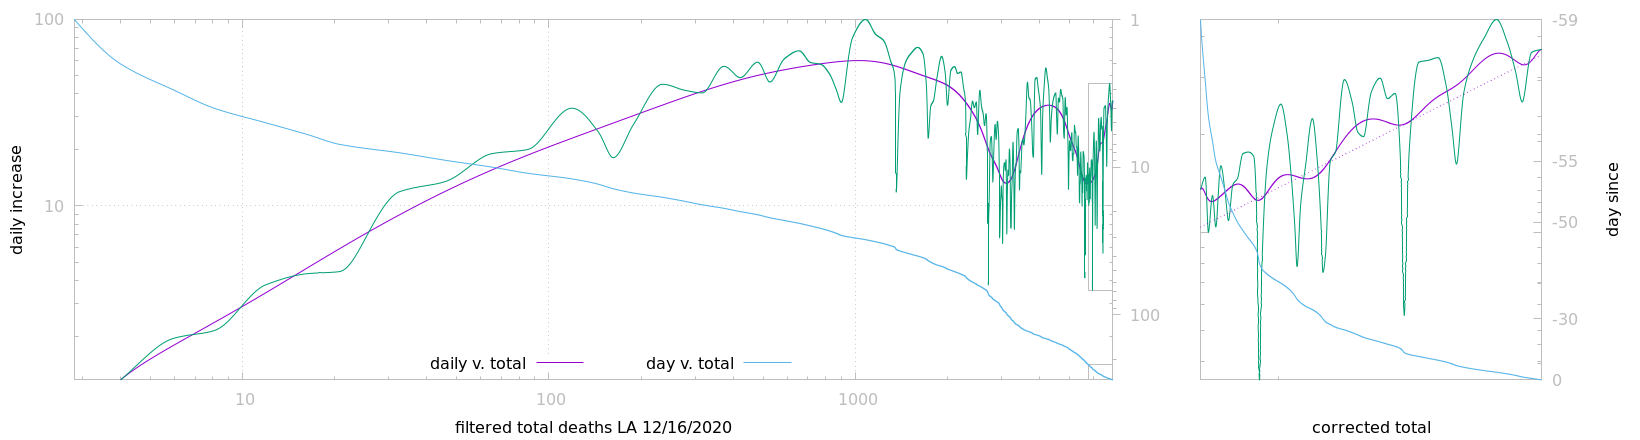 100
10
daily increase
daily v. total
day v. total
10
100
1000
filtered total deaths LA 12/16/2020
1
10
100
-59
-55
-50
-30
0
day since
corrected total